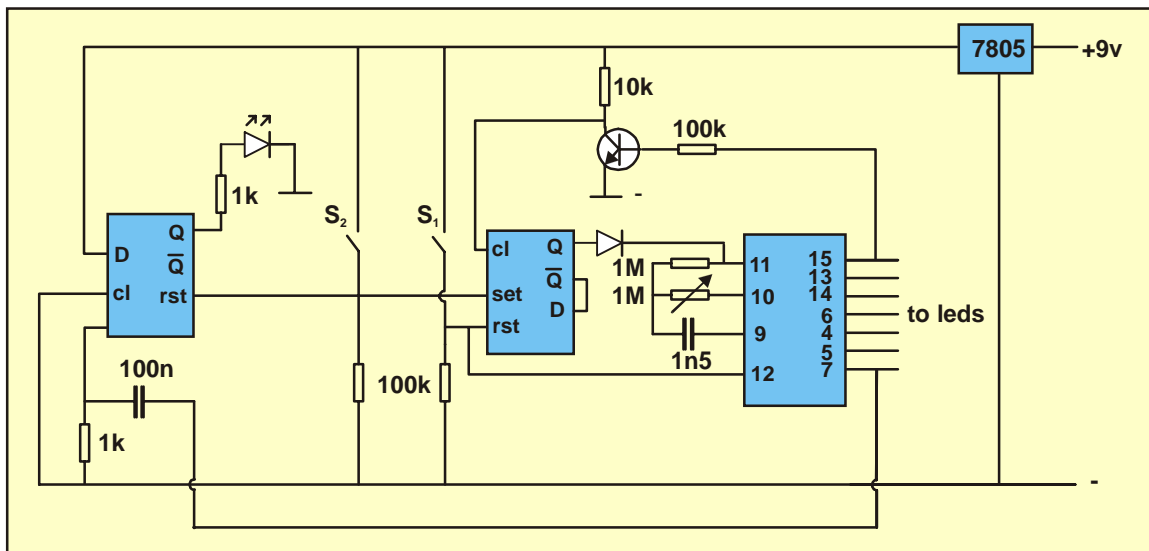 7805
+9v
10k
100k
1k
S₂
S₁
D
Q
Q̅
cl
rst
cl
Q
Q̅
D
set
rst
1M
1M
1n5
11
10
9
12
15
13
14
6
4
5
7
to leds
100n
100k
1k
-
-